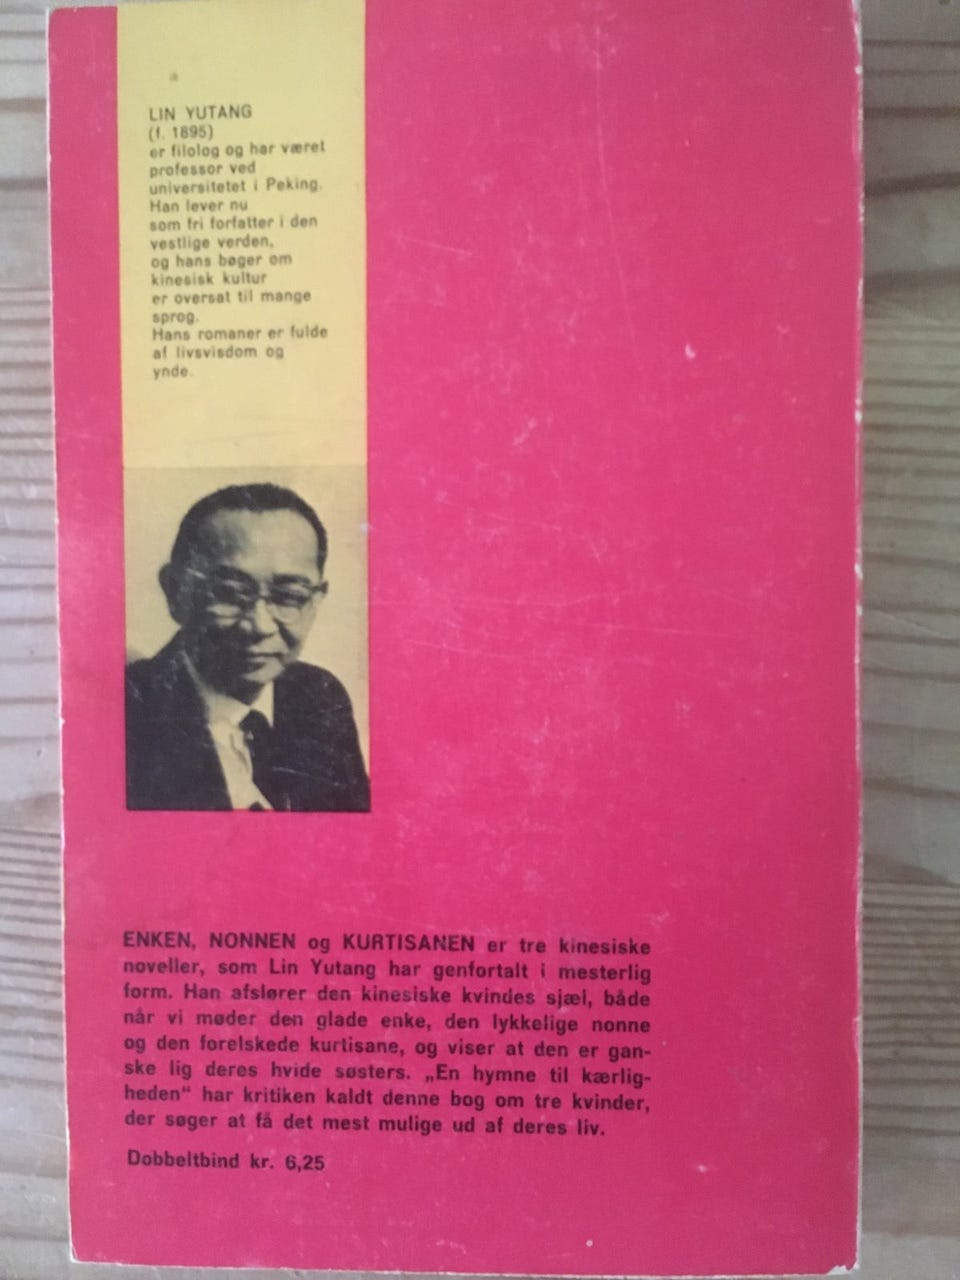 LIN YUTANG
(f. 1895)
er filolog og har været
professor ved
universitetet i Peking.
Han lever nu
som fri forfatter i den
vestlige verden,
og hans bøger om
kinesisk kultur
er oversat til mange
sprog.
Hans romaner er fulde
af livsvisdom og
ynde.
ENKEN, NONNEN og KURTISANEN er tre kinesiske
noveller, som Lin Yutang har genfortalt i mesterlig
form. Han afslører den kinesiske kvindes sjæl, både
når vi møder den glade enke, den lykkelige nonne
og den forelskede kurtisane, og viser at den er gan-
ske lig deres hvide søsters. „En hymne til kærlig-
heden“ har kritiken kaldt denne bog om tre kvinder,
der søger at få det mest mulige ud af deres liv.
Dobbeltbind kr. 6,25